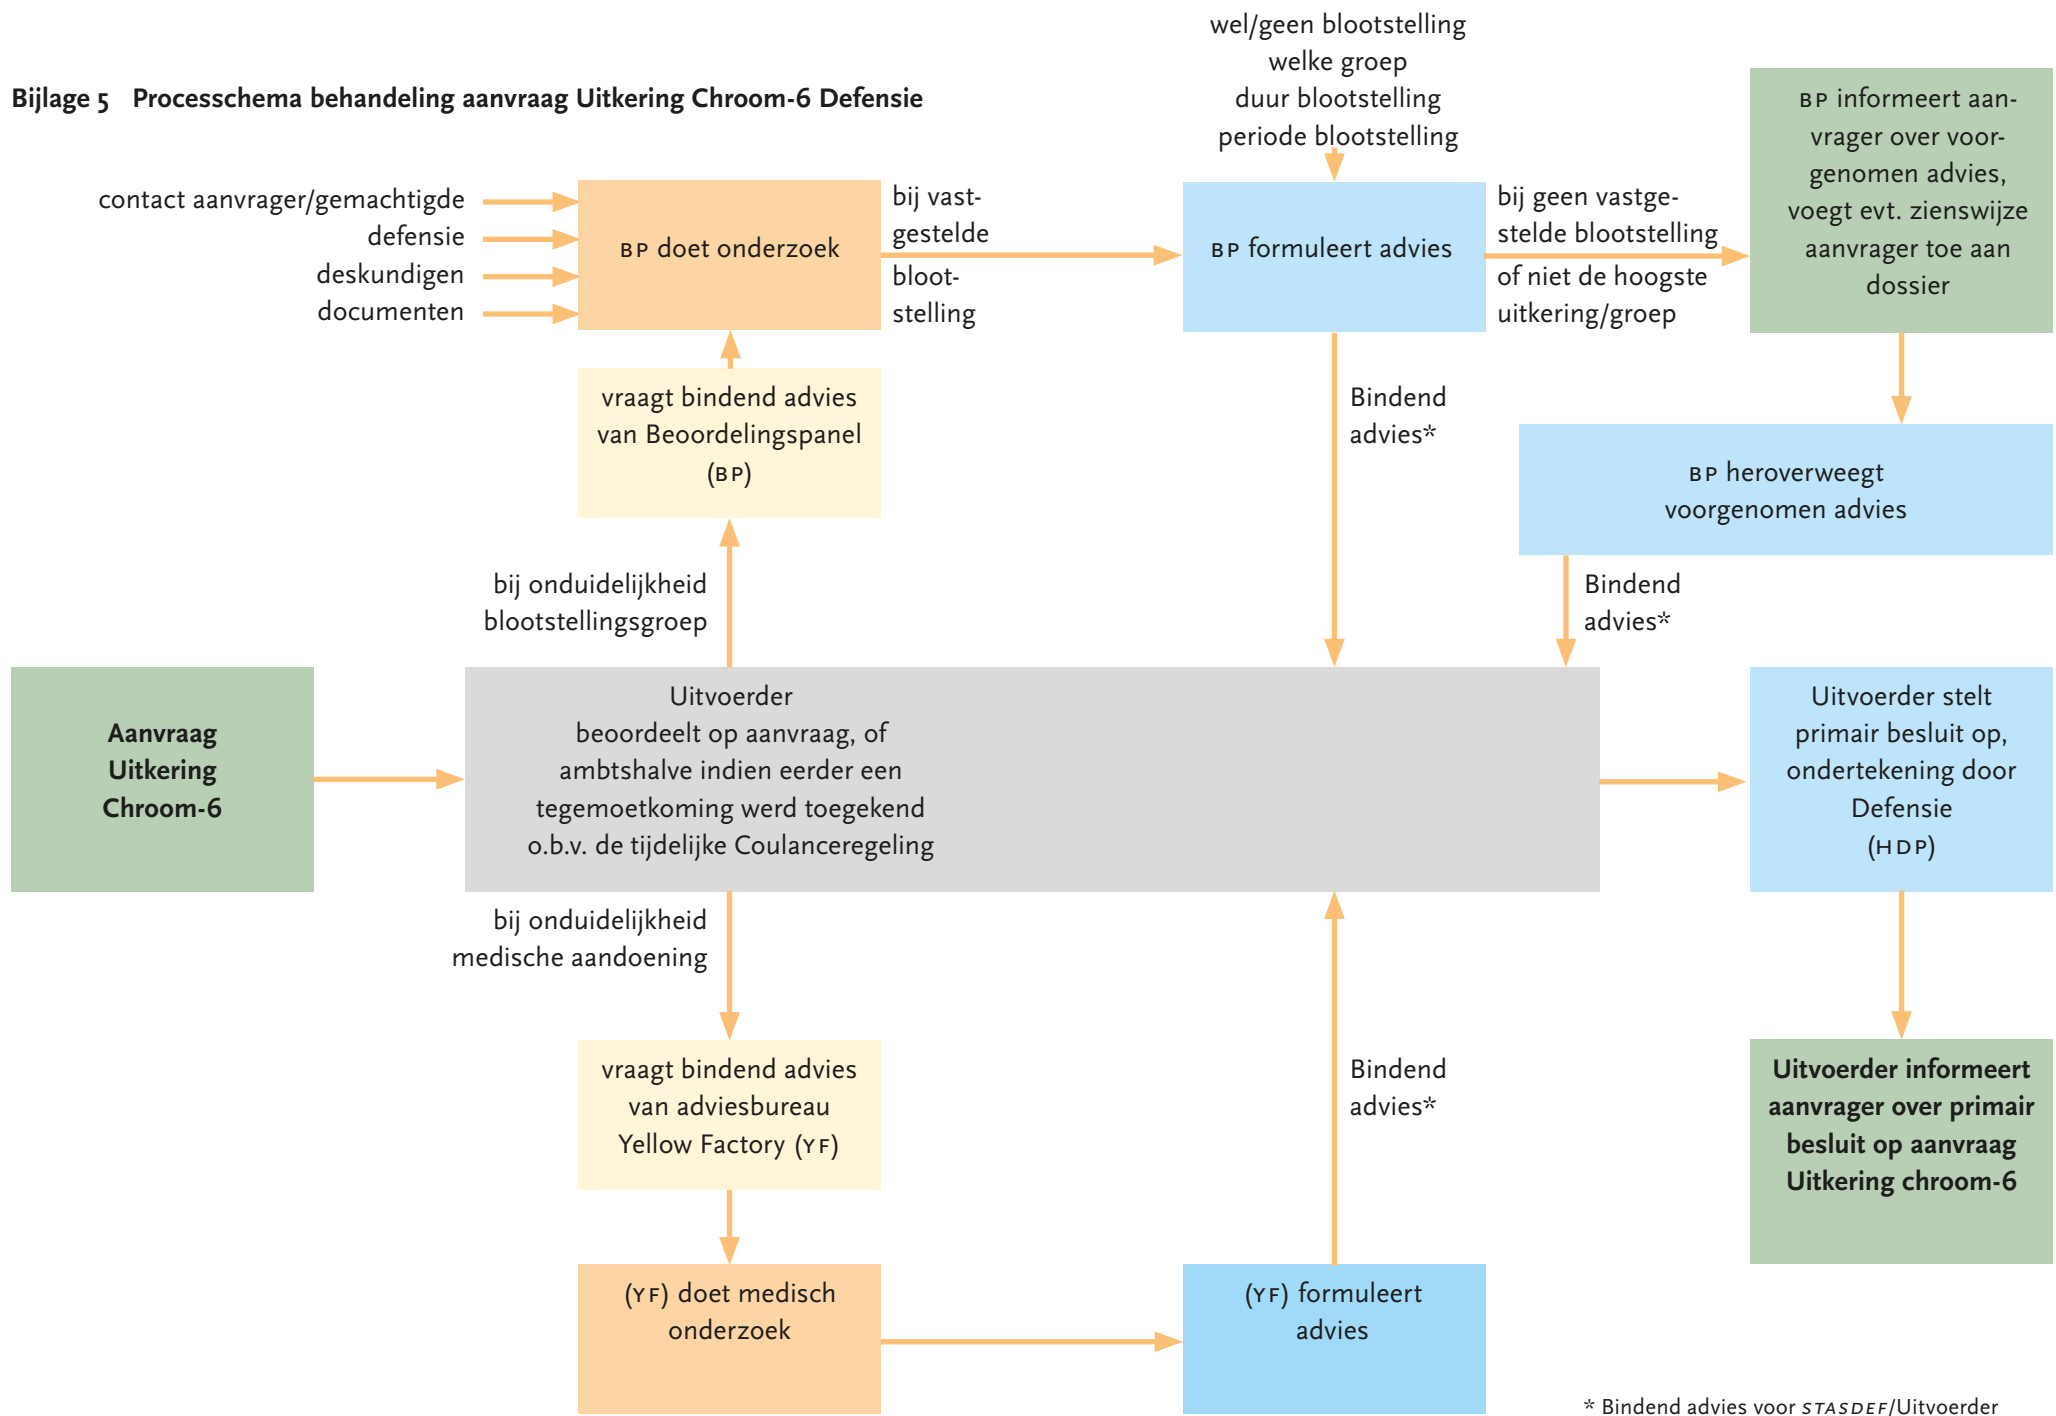 Bijlage 5 Processchema behandeling aanvraag Uitkering Chroom-6 Defensie
wel/geen blootstelling
welke groep
duur blootstelling
periode blootstelling
contact aanvrager/gemachtigde
defensie
deskundigen
documenten
BP doet onderzoek
bij vast-
gestelde
bloot-
stelling
BP formuleert advies
bij geen vastge-
stelde blootstelling
of niet de hoogste
uitkering/groep
BP informeert aan-
vrager over voor-
genomen advies,
voegt evt. zienswijze
aanvrager toe aan
dossier
vraagt bindend advies
van Beoordelingspanel
(BP)
Bindend
advies*
BP heroverweegt
voorgenomen advies
bij onduidelijkheid
blootstellingsgroep
Bindend
advies*
Aanvraag
Uitkering
Chroom-6
Uitvoerder
beoordeelt op aanvraag, of
ambtshalve indien eerder een
tegemoetkoming werd toegekend
o.b.v. de tijdelijke Coulanceregeling
Uitvoerder stelt
primair besluit op,
ondertekening door
Defensie
(HDP)
bij onduidelijkheid
medische aandoening
vraagt bindend advies
van adviesbureau
Yellow Factory (YF)
Bindend
advies*
Uitvoerder informeert
aanvrager over primair
besluit op aanvraag
Uitkering chroom-6
(YF) doet medisch
onderzoek
(YF) formuleert
advies
* Bindend advies voor STASDEF/Uitvoerder